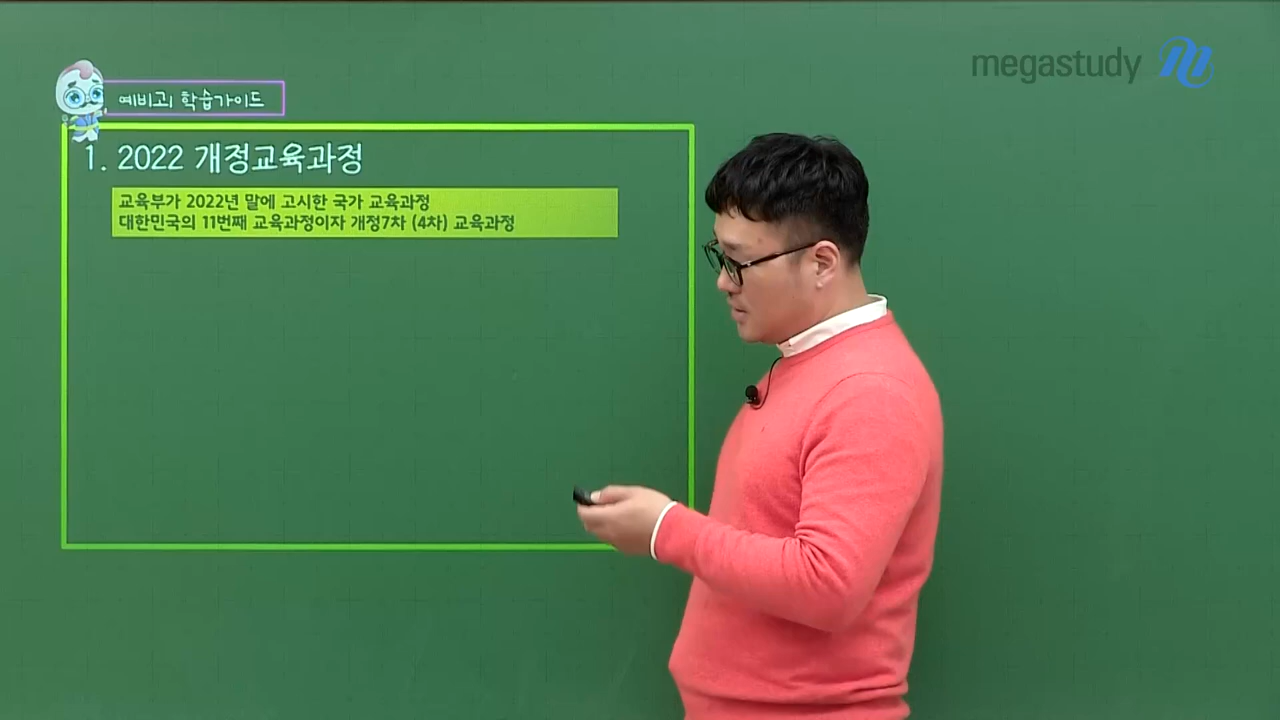 megastudy
예비고1 학습가이드
1. 2022 개정교육과정
교육부가 2022년 말에 고시한 국가 교육과정
대한민국의 11번째 교육과정이자 개정7차 (4차) 교육과정